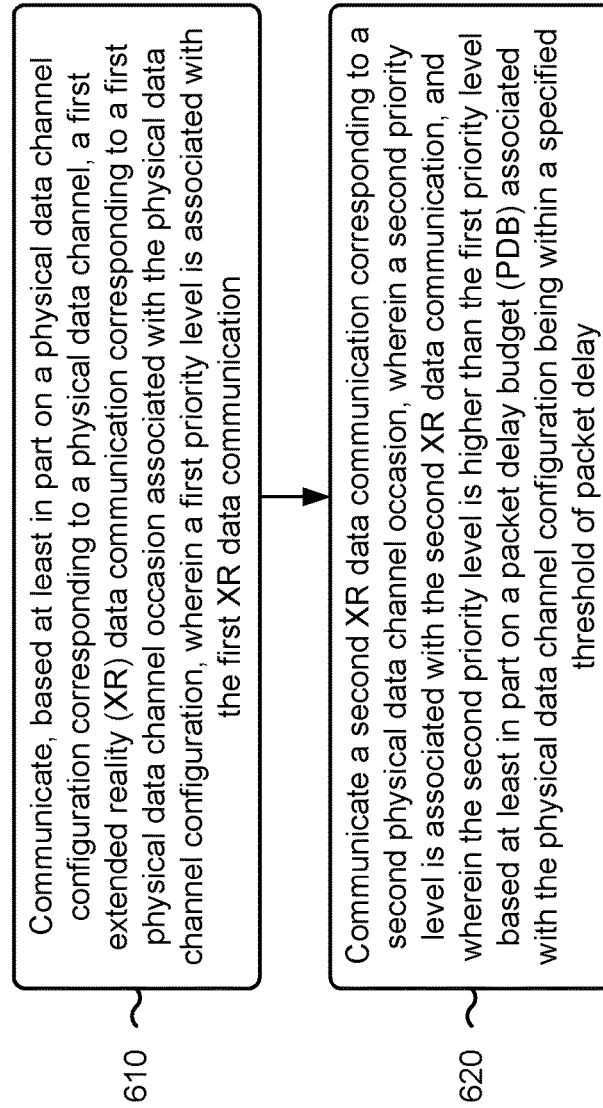 610
Communicate, based at least in part on a physical data channel
configuration corresponding to a physical data channel, a first
extended reality (XR) data communication corresponding to a first
physical data channel occasion associated with the physical data
channel configuration, wherein a first priority level is associated with
the first XR data communication
620
Communicate a second XR data communication corresponding to a
second physical data channel occasion, wherein a second priority
level is associated with the second XR data communication, and
wherein the second priority level is higher than the first priority level
based at least in part on a packet delay budget (PDB) associated
with the physical data channel configuration being within a specified
threshold of packet delay